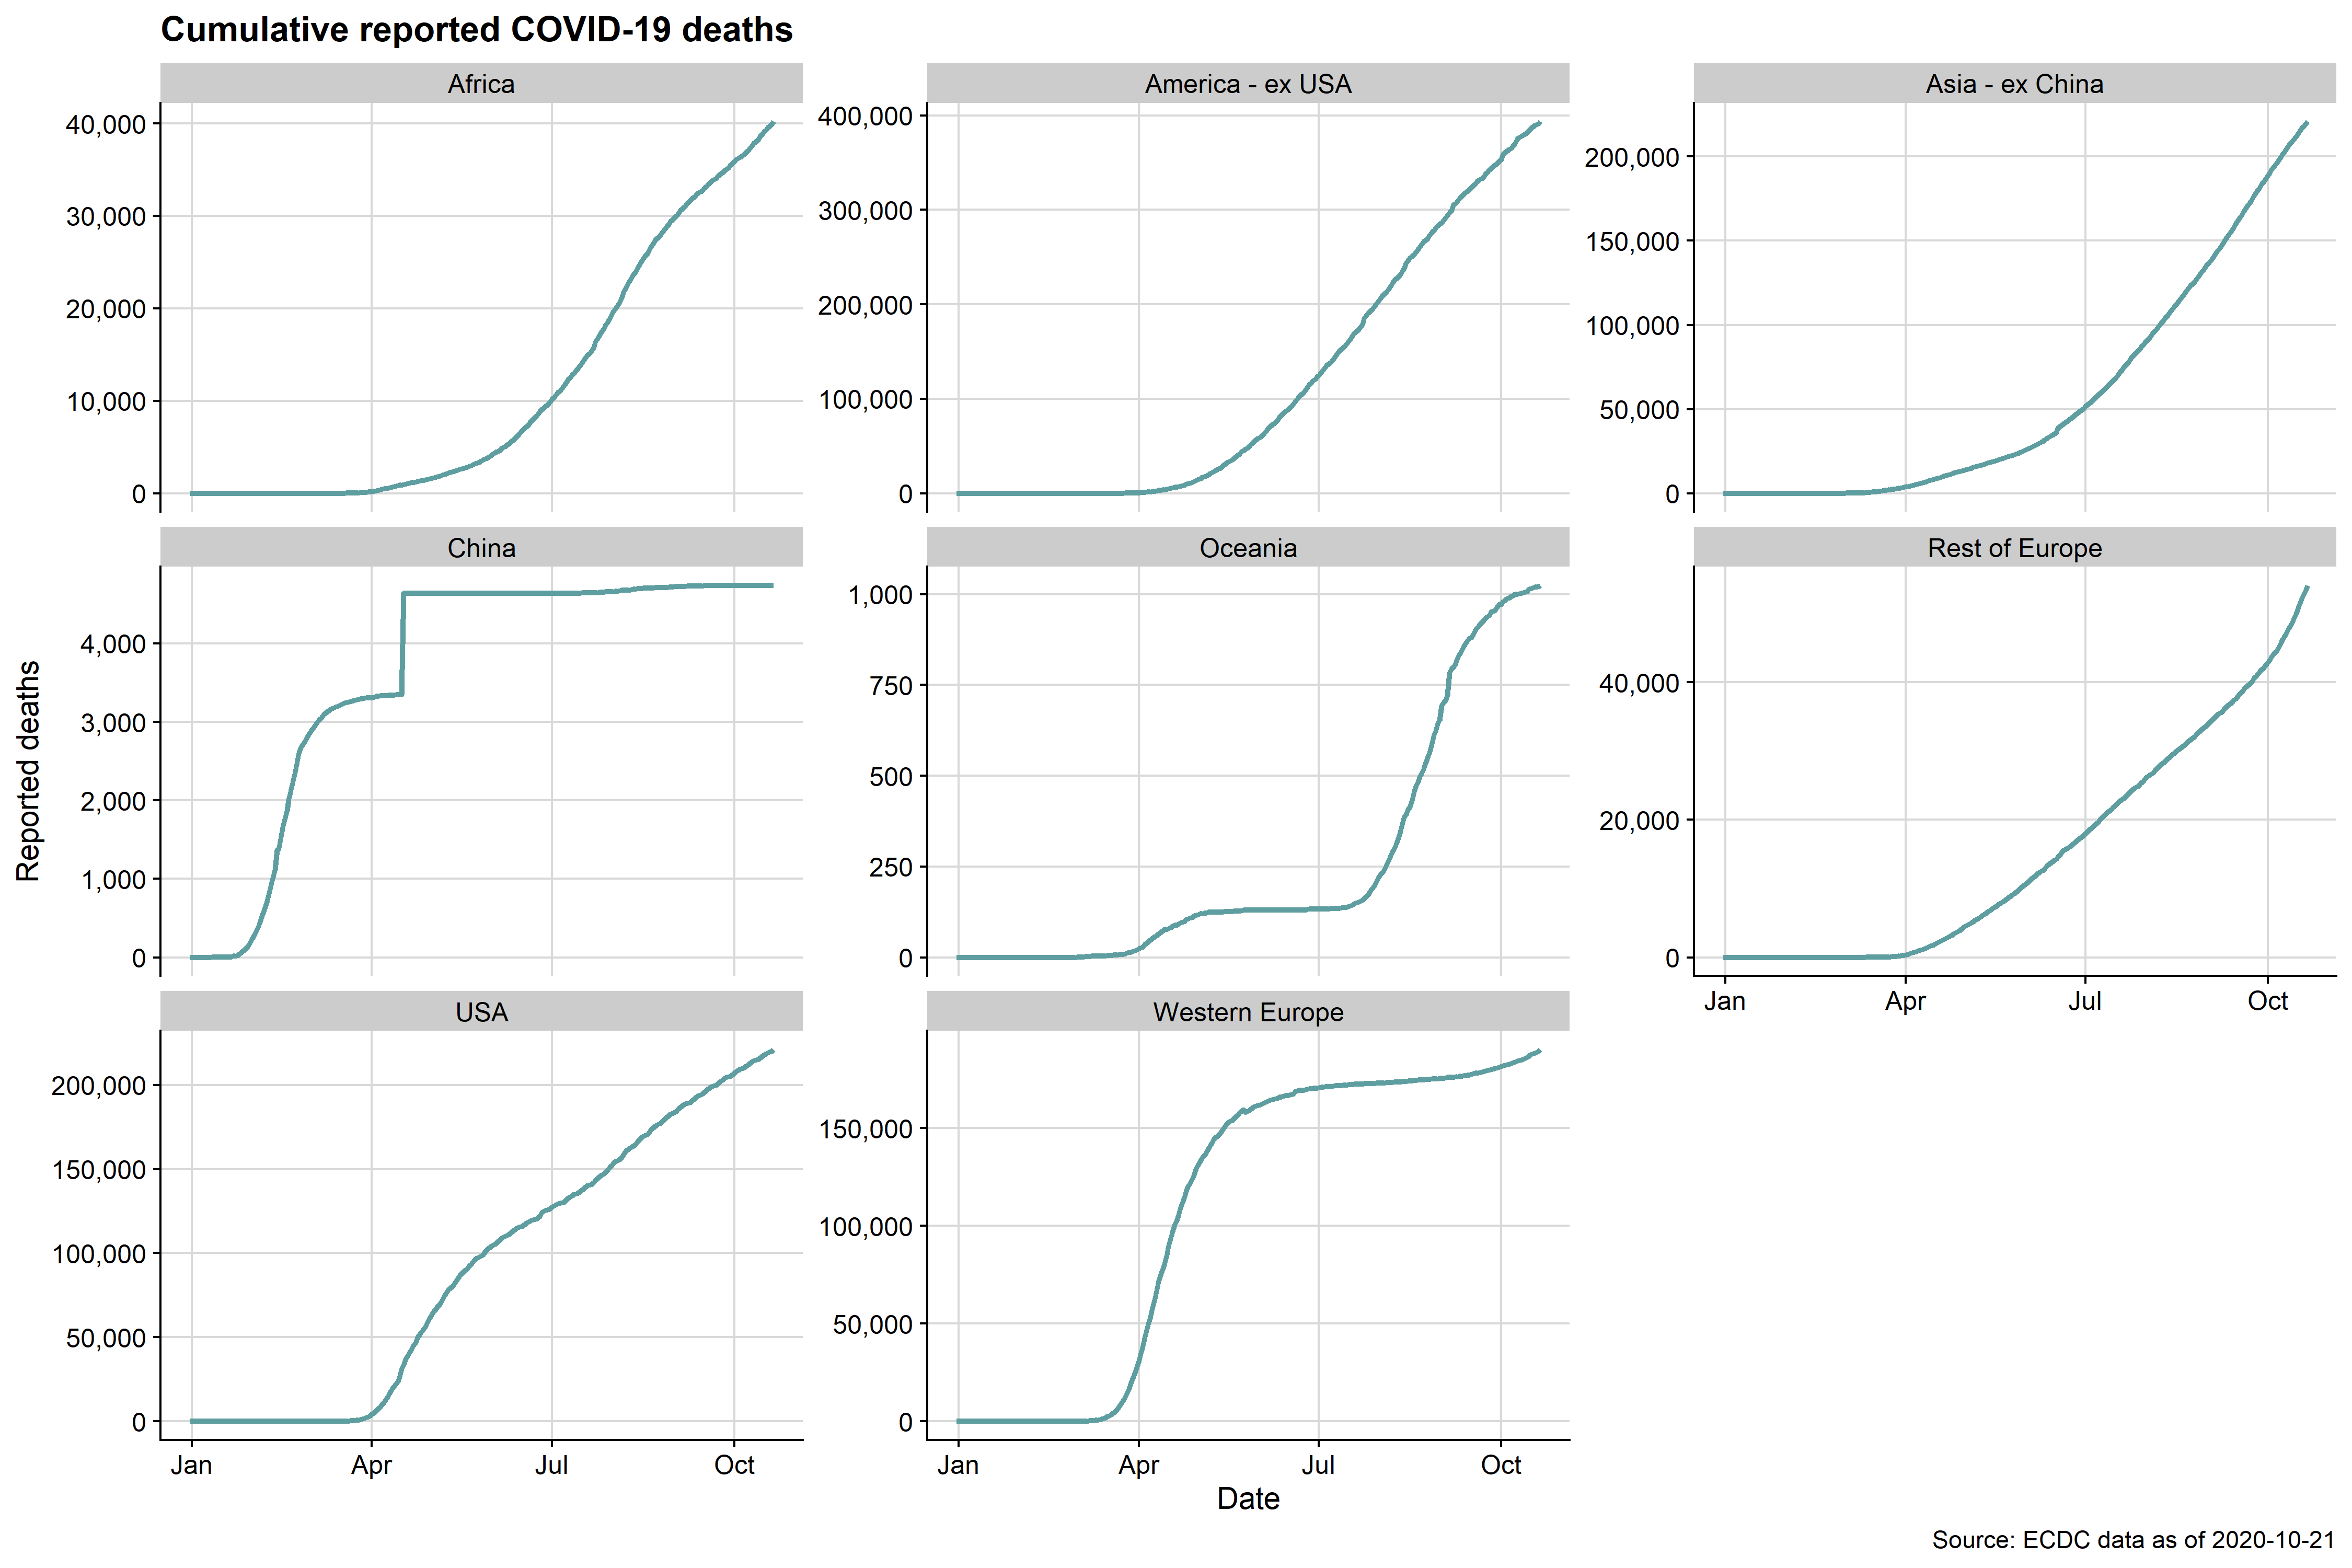 Cumulative reported COVID-19 deaths
Africa
America - ex USA
Asia - ex China
40,000
30,000
20,000
10,000
0
400,000
300,000
200,000
100,000
0
200,000
150,000
100,000
50,000
0
China
Oceania
Rest of Europe
Reported deaths
4,000
3,000
2,000
1,000
0
1,000
750
500
250
0
40,000
20,000
0
Jan Apr Jul Oct
USA
Western Europe
200,000
150,000
100,000
50,000
0
150,000
100,000
50,000
0
Jan Apr Jul Oct
Jan Apr Jul Oct
Date
Source: ECDC data as of 2020-10-21